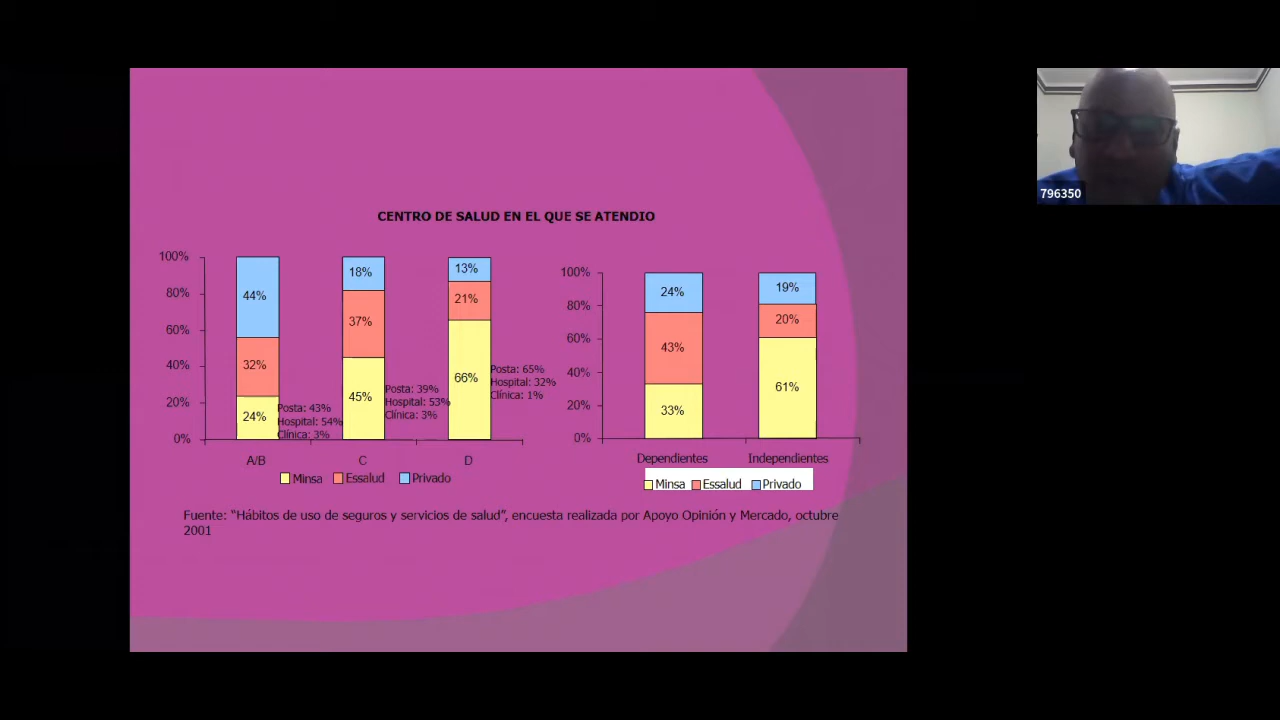 CENTRO DE SALUD EN EL QUE SE ATENDIO
100%
80%
60%
40%
20%
0%
44%
32%
24%
Posta: 43%
Hospital: 54%
Clínica: 3%
18%
37%
45%
Posta: 39%
Hospital: 53%
Clínica: 3%
13%
21%
66%
Posta: 65%
Hospital: 32%
Clínica: 1%
A/B C D
Minsa Essalud Privado
100%
80%
60%
40%
20%
0%
24%
43%
33%
19%
20%
61%
Dependientes Independientes
Minsa Essalud Privado
Fuente: “Hábitos de uso de seguros y servicios de salud”, encuesta realizada por Apoyo Opinión y Mercado, octubre
2001
796350